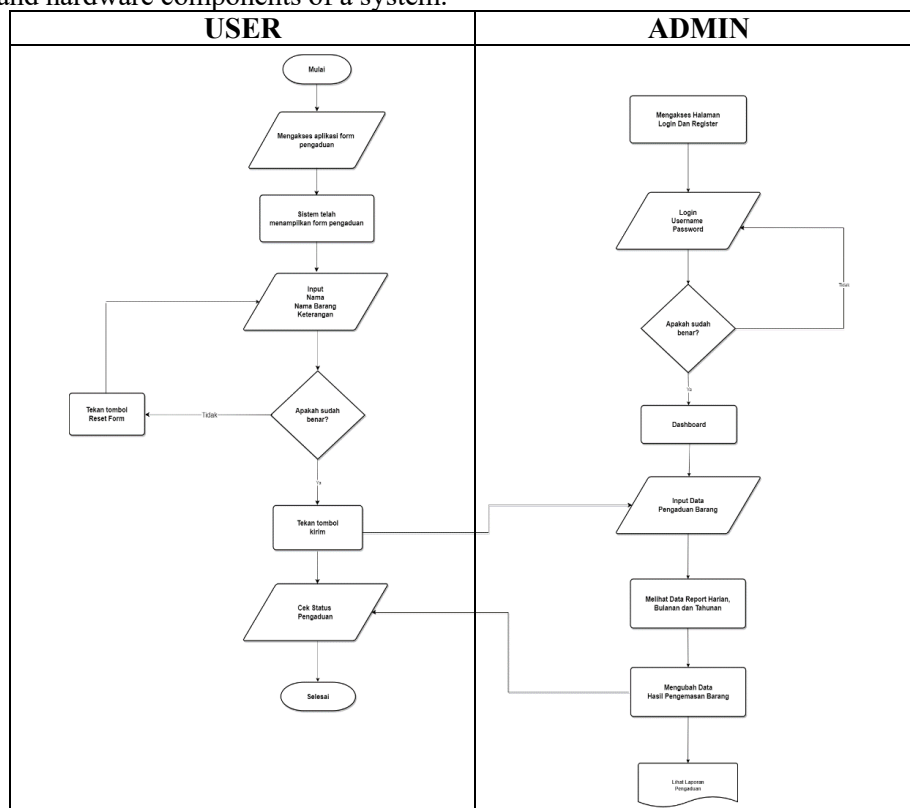 and hardware components of a system.
USER
ADMIN
Mulai
Mengakses aplikasi form
pengaduan
Sistem telah
menampilkan form pengaduan
Input
Nama
Nama Barang
Keterangan
Tekan tombol
Reset Form
Tidak
Apakah sudah
benar?
Ya
Tekan tombol
kirim
Cek Status
Pengaduan
Selesai
Mengakses Halaman
Login Dan Register
Login
Username
Password
Tidak
Apakah sudah
benar?
Ya
Dashboard
Input Data
Pengaduan Barang
Melihat Data Report Harian,
Bulanan dan Tahunan
Mengubah Data
Hasil Pengemasan Barang
Lihat Laporan
Pengaduan